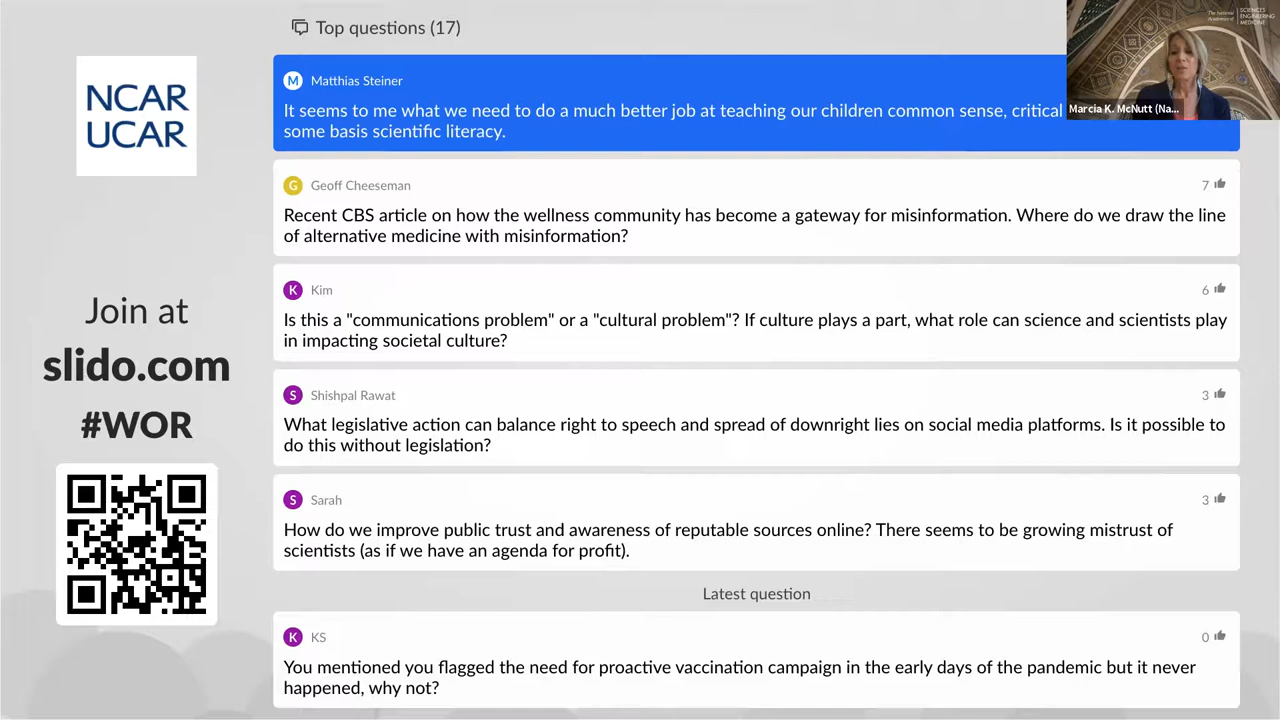 Top questions (17)
The National
Academies of
SCIENCES
ENGINEERING
MEDICINE
NCAR
UCAR
M Matthias Steiner
It seems to me what we need to do a much better job at teaching our children common sense, critical
some basis scientific literacy.
Marcia K. McNutt (Na...
G Geoff Cheeseman 7
Recent CBS article on how the wellness community has become a gateway for misinformation. Where do we draw the line
of alternative medicine with misinformation?
K Kim 6
Is this a "communications problem" or a "cultural problem"? If culture plays a part, what role can science and scientists play
in impacting societal culture?
Join at
slido.com
#WOR
S Shishpal Rawat 3
What legislative action can balance right to speech and spread of downright lies on social media platforms. Is it possible to
do this without legislation?
S Sarah 3
How do we improve public trust and awareness of reputable sources online? There seems to be growing mistrust of
scientists (as if we have an agenda for profit).
Latest question
K KS 0
You mentioned you flagged the need for proactive vaccination campaign in the early days of the pandemic but it never
happened, why not?